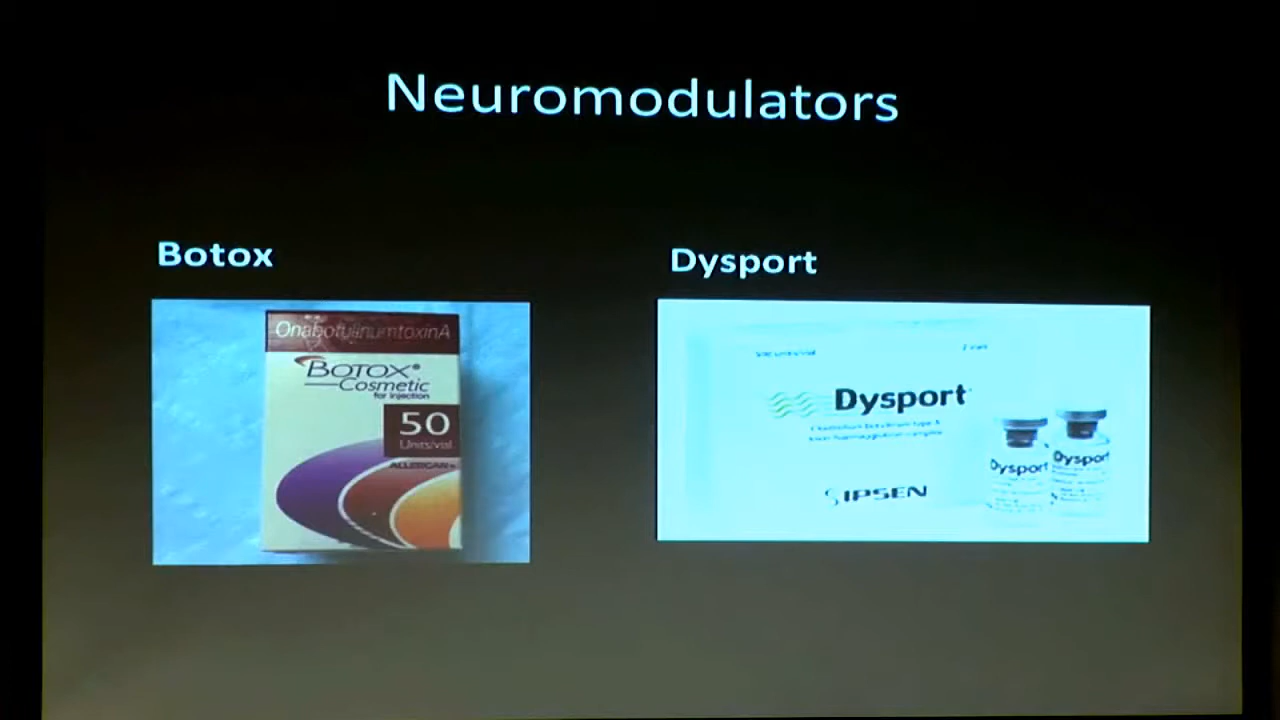 Neuromodulators
Botox
Dysport
OnabotulinumtoxinA
BOTOX®
Cosmetic
for injection
50
Units/vial
ALLERGAN
Dysport
IPSEN
Dysport
Dysport